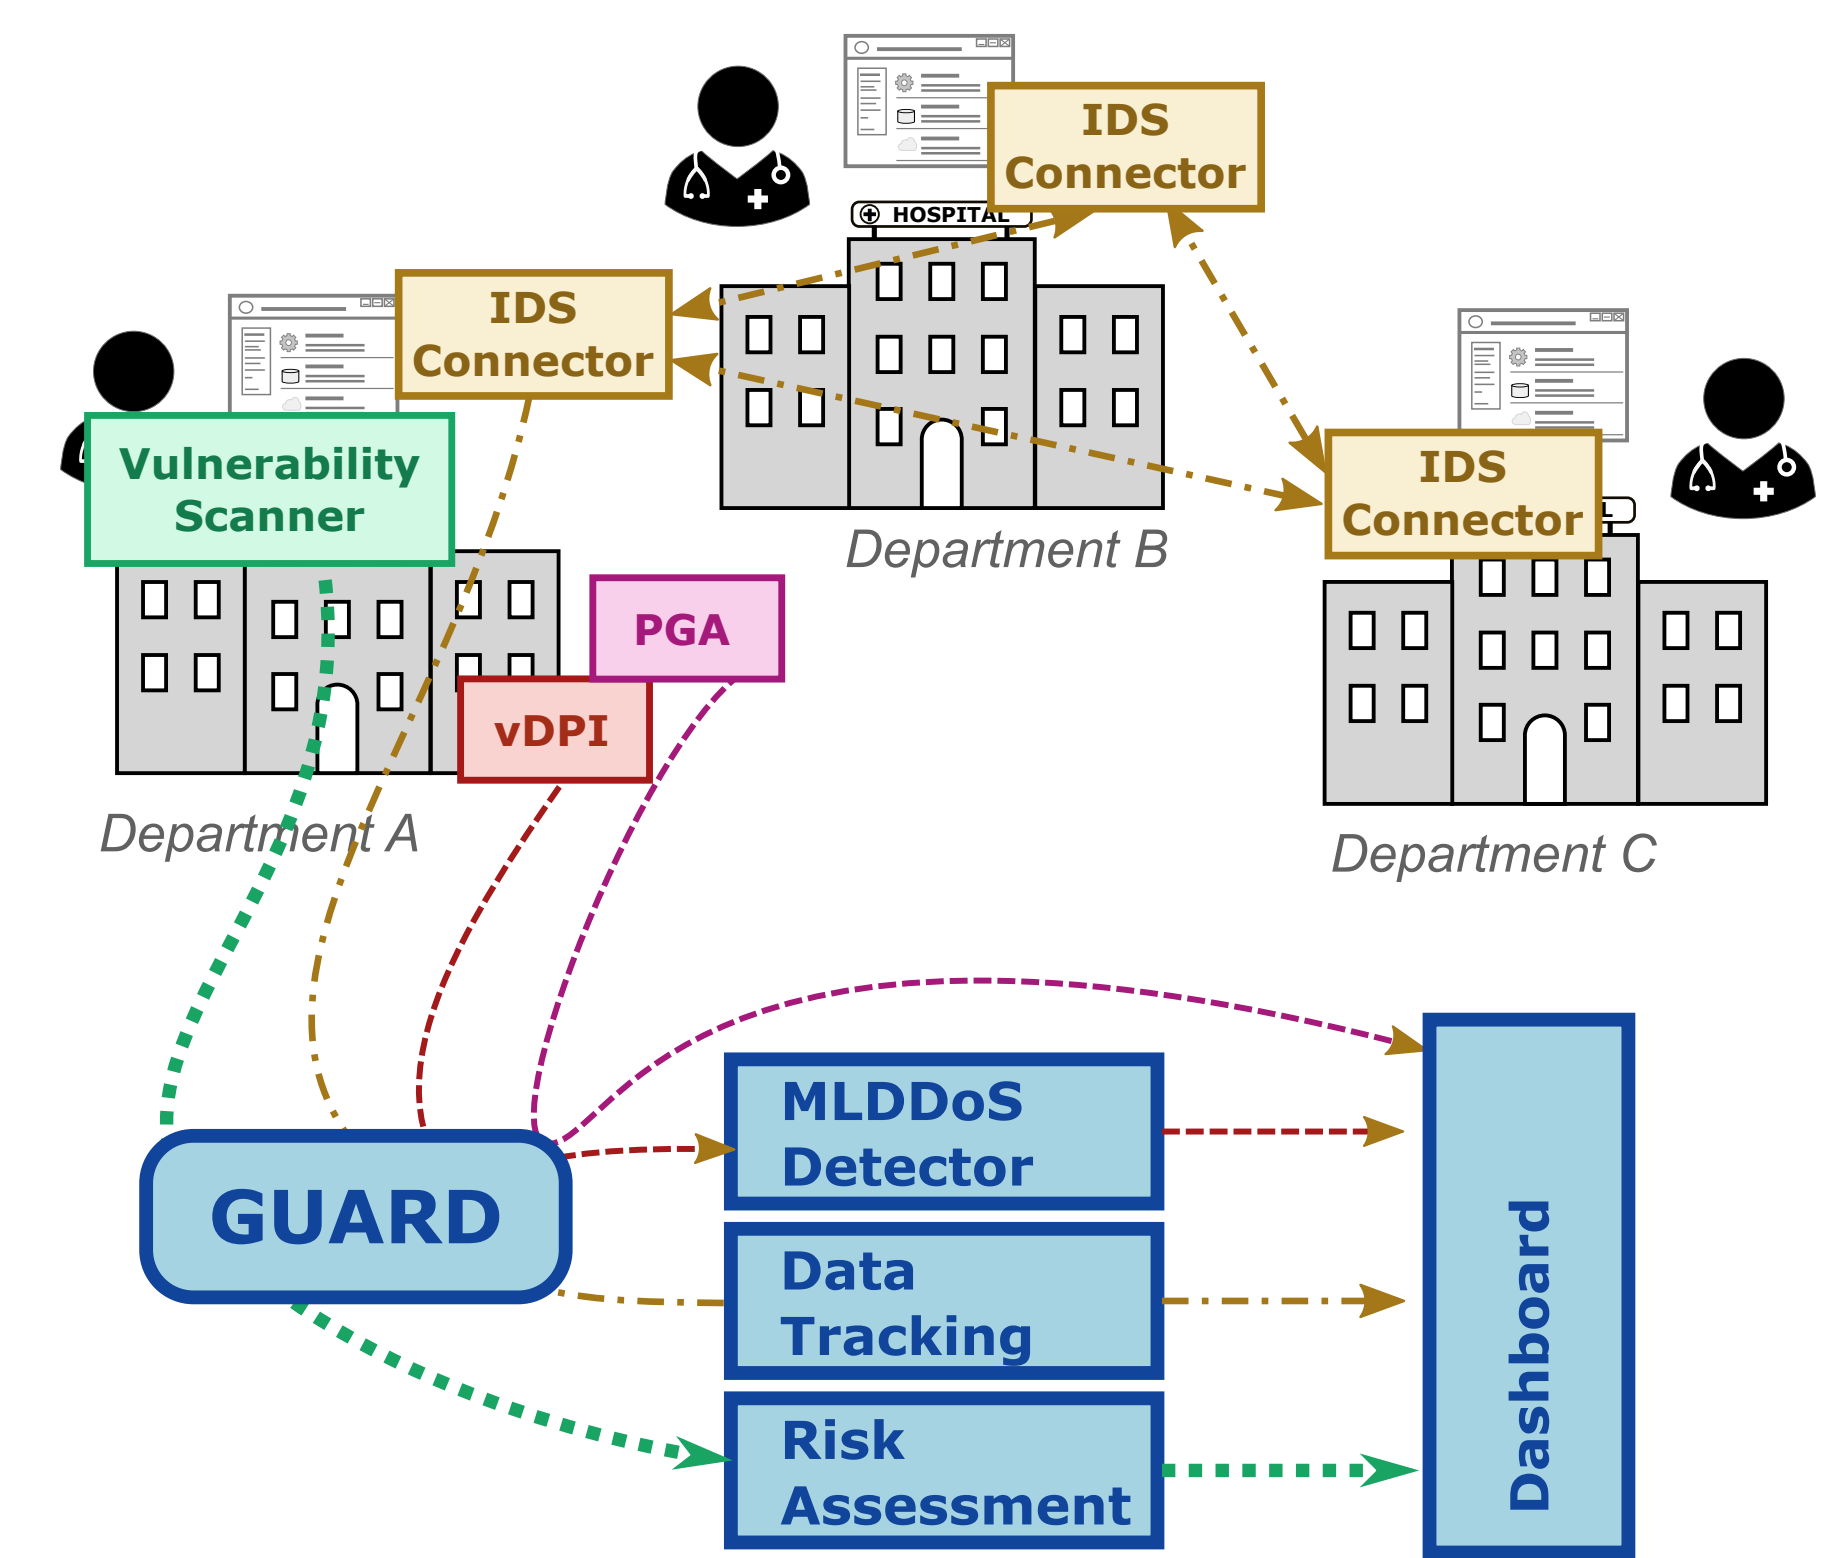 IDS
Connector
HOSPITAL
IDS
Connector
IDS
Connector
L
Vulnerability
Scanner
Department B
PGA
vDPI
Department A
Department C
MLDDoS
Detector
GUARD
Data
Tracking
Risk
Assessment
Dashboard